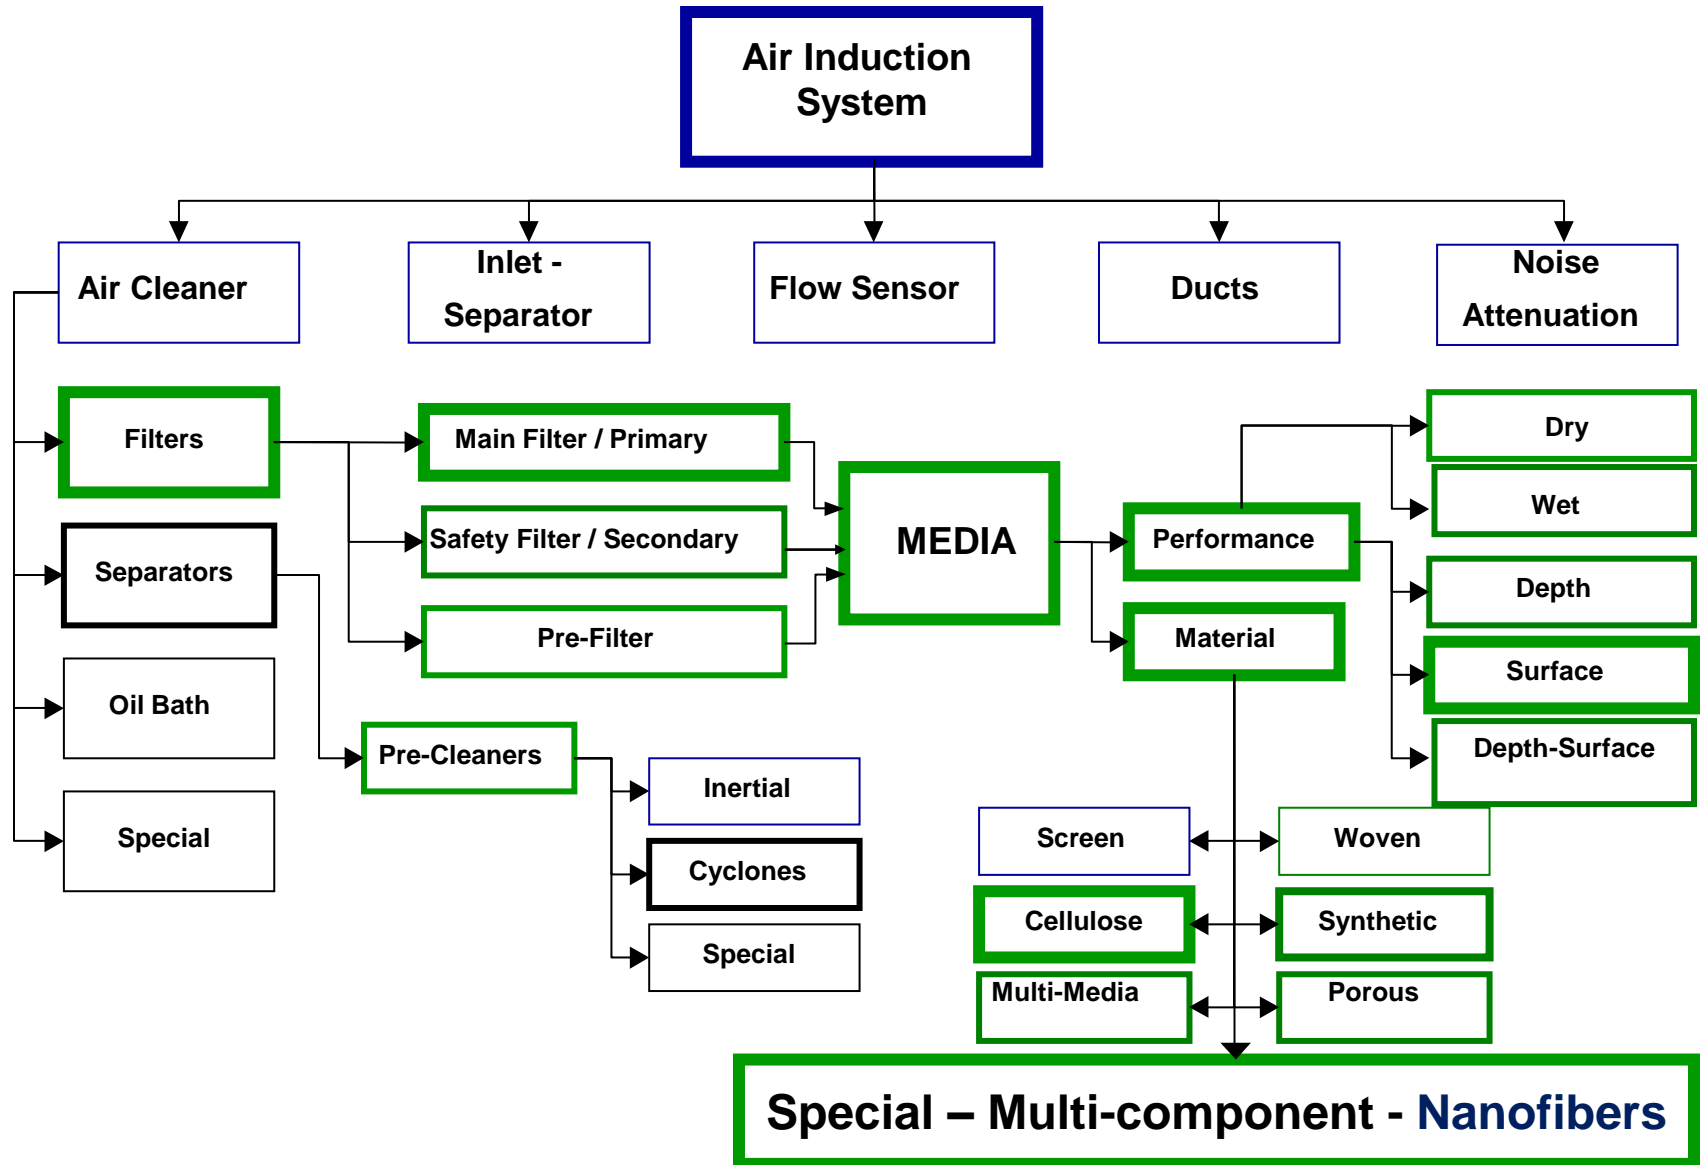 Air Induction
System
Air Cleaner
Inlet -
Separator
Flow Sensor
Ducts
Noise
Attenuation
Filters
Separators
Oil Bath
Special
Main Filter / Primary
Safety Filter / Secondary
Pre-Filter
Pre-Cleaners
Inertial
Cyclones
Special
MEDIA
Performance
Material
Dry
Wet
Depth
Surface
Depth-Surface
Screen
Woven
Cellulose
Synthetic
Multi-Media
Porous
Special – Multi-component - Nanofibers